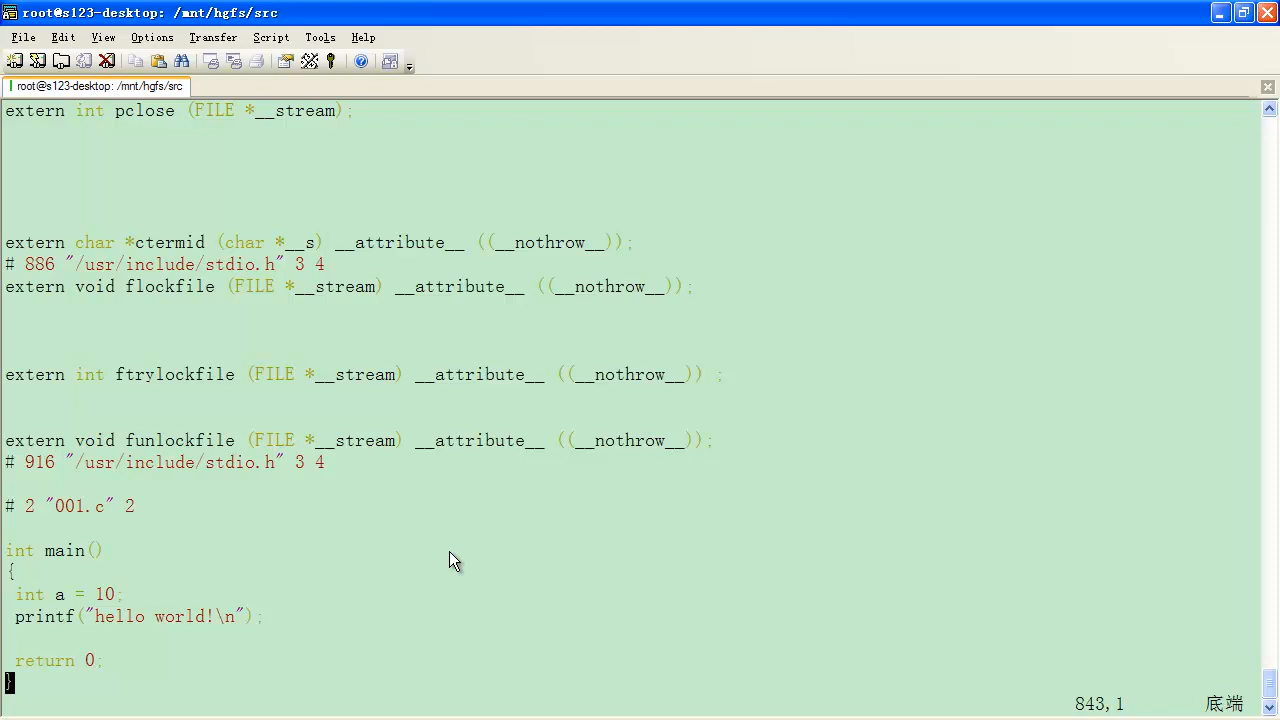 root@s123-desktop: /mnt/hgfs/src
File Edit View Options Transfer Script Tools Help
root@s123-desktop: /mnt/hgfs/src
extern int pclose (FILE *__stream);
extern char *ctermid (char *__s) __attribute__ ((__nothrow__));
# 886 "/usr/include/stdio.h" 3 4
extern void flockfile (FILE *__stream) __attribute__ ((__nothrow__));
extern int ftrylockfile (FILE *__stream) __attribute__ ((__nothrow__)) ;
extern void funlockfile (FILE *__stream) __attribute__ ((__nothrow__));
# 916 "/usr/include/stdio.h" 3 4
# 2 "001.c" 2
int main()
{
int a = 10;
printf("hello world!\n");
return 0;
}
843,1 底端